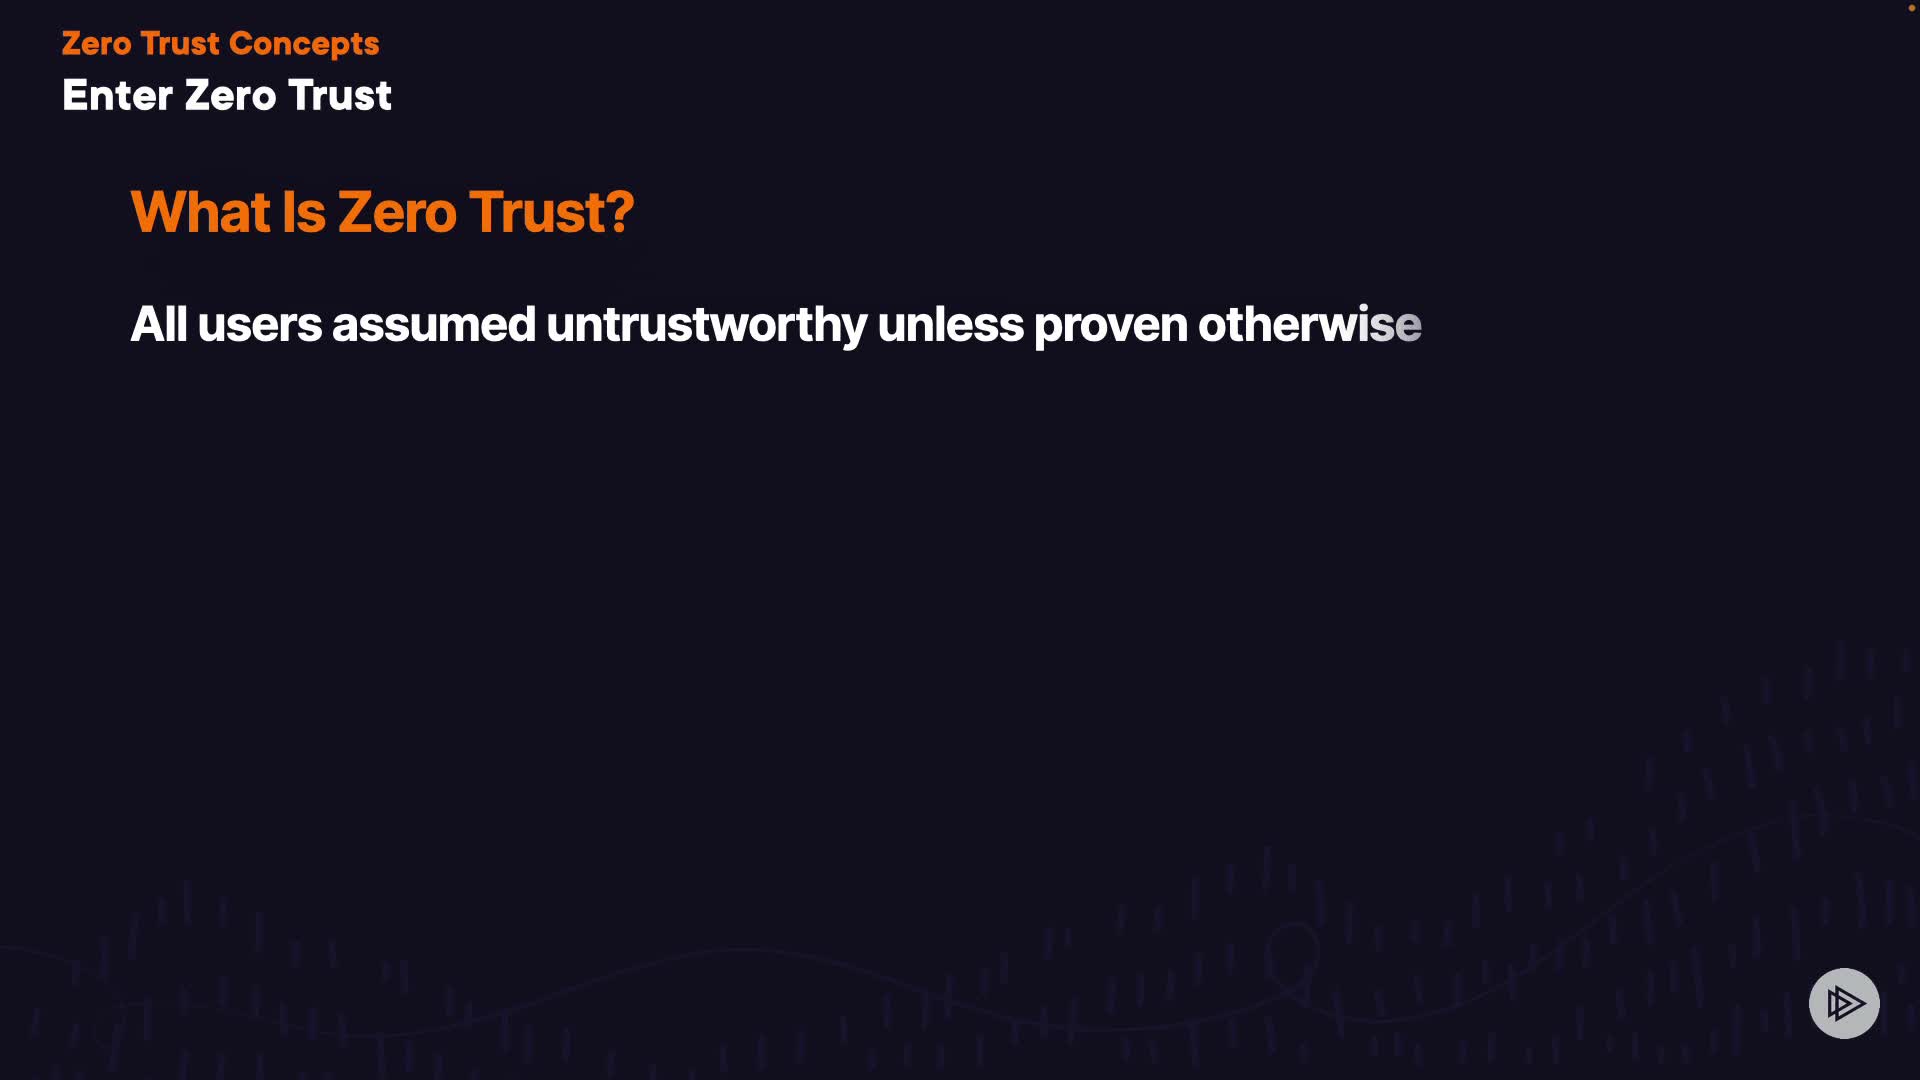 Zero Trust Concepts
Enter Zero Trust
What Is Zero Trust?
All users assumed untrustworthy unless proven otherwise